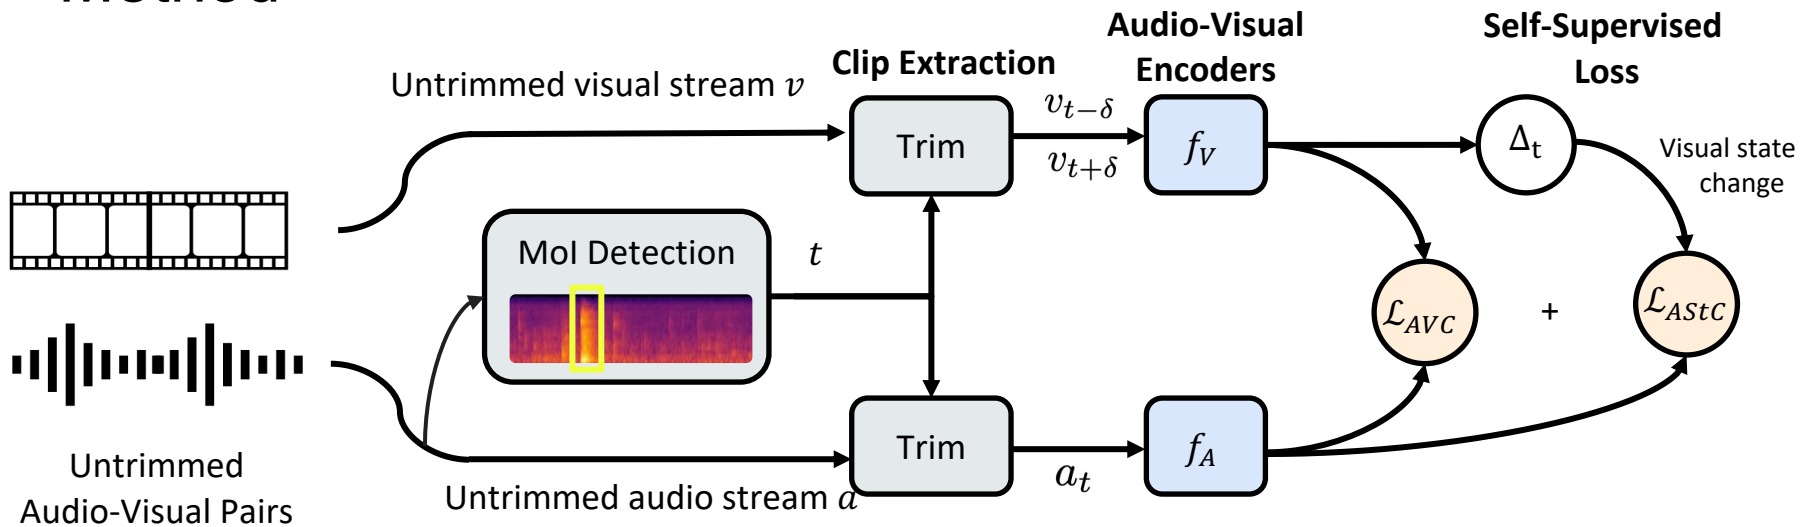 Method
Audio-Visual
Encoders
Self-Supervised
Loss
Clip Extraction
Untrimmed visual stream v
Trim
v_{t-δ}
v_{t+δ}
f_V
Δ_t
Visual state
change
MoI Detection
t
ℒ_{AVC}
+
ℒ_{AStC}
Trim
a_t
f_A
Untrimmed audio stream a
Untrimmed
Audio-Visual Pairs